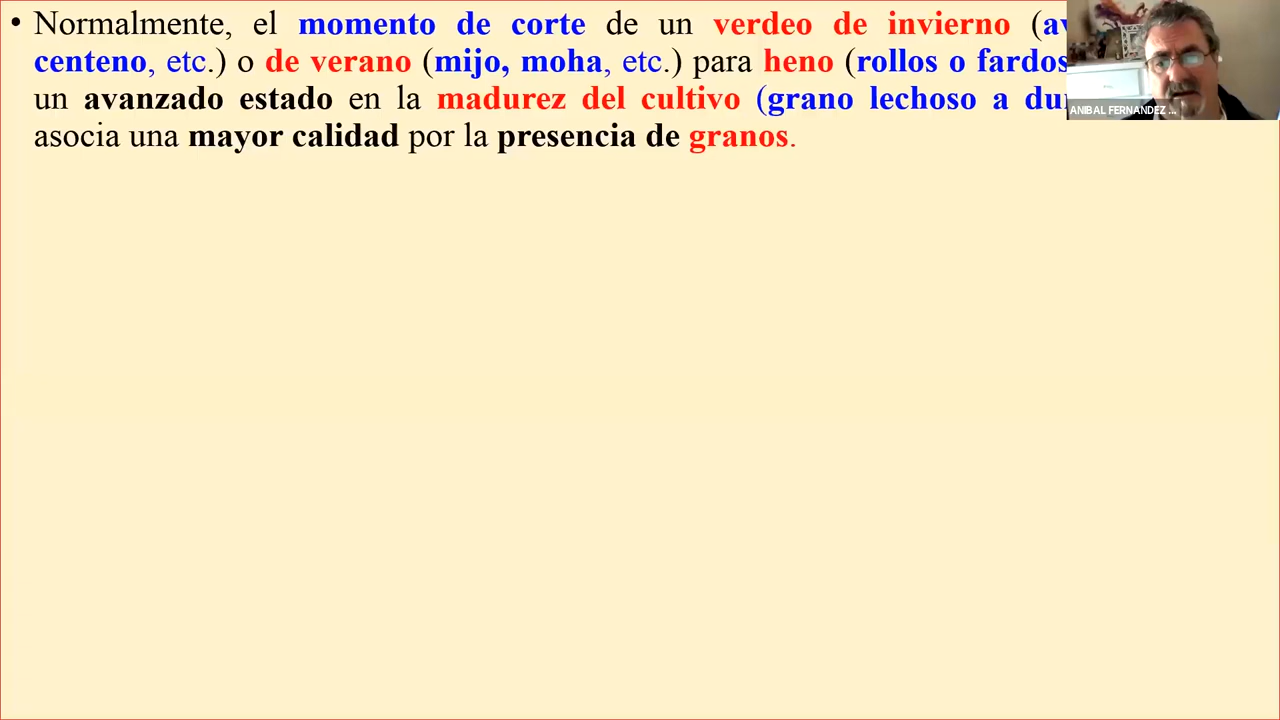 • Normalmente, el momento de corte de un verdeo de invierno (
centeno, etc.) o de verano (mijo, moha, etc.) para heno (rollos o fardos
un avanzado estado en la madurez del cultivo (grano lechoso a
asocia una mayor calidad por la presencia de granos.
ANIBAL FERNANDEZ ...